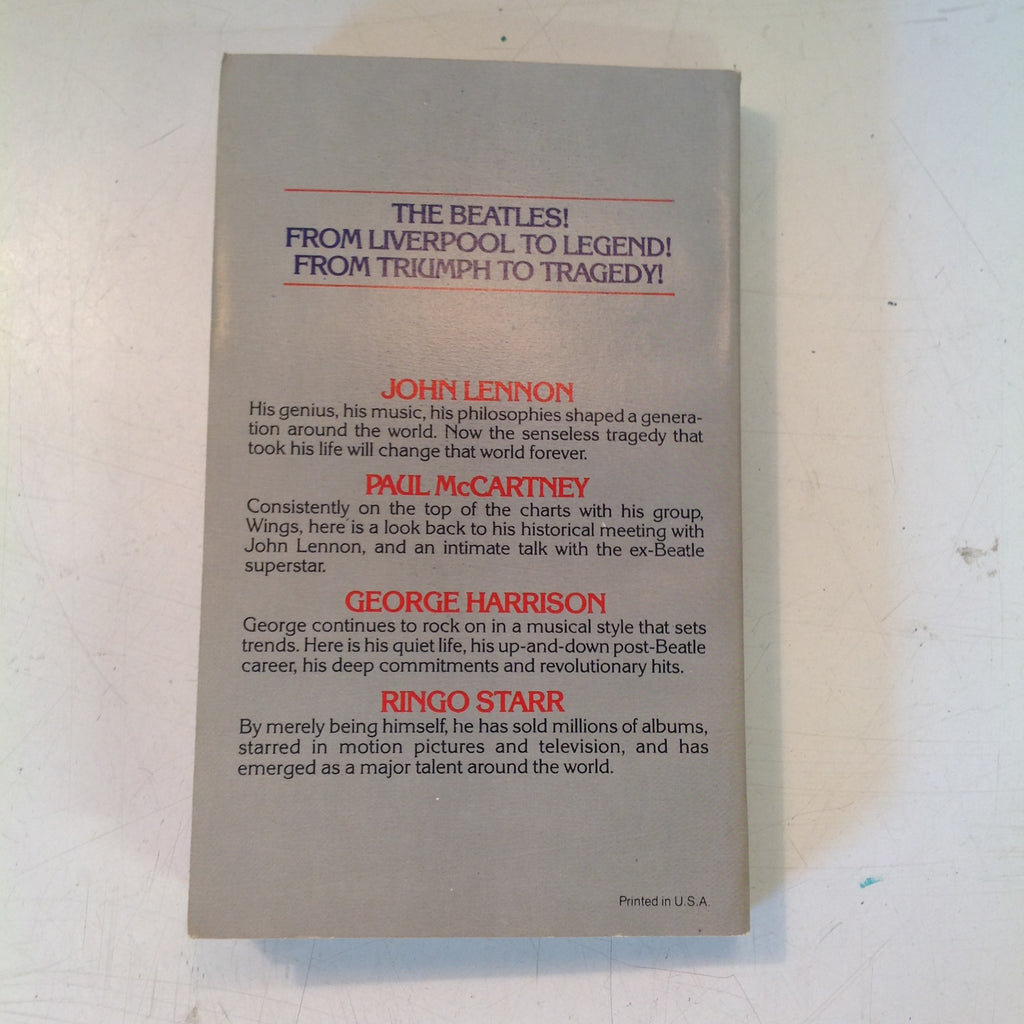 THE BEATLES!
FROM LIVERPOOL TO LEGEND!
FROM TRIUMPH TO TRAGEDY!
JOHN LENNON
His genius, his music, his philosophies shaped a genera-
tion around the world. Now the senseless tragedy that
took his life will change that world forever.
PAUL McCARTNEY
Consistently on the top of the charts with his group,
Wings, here is a look back to his historical meeting with
John Lennon, and an intimate talk with the ex-Beatle
superstar.
GEORGE HARRISON
George continues to rock on in a musical style that sets
trends. Here is his quiet life, his up-and-down post-Beatle
career, his deep commitments and revolutionary hits.
RINGO STARR
By merely being himself, he has sold millions of albums,
starred in motion pictures and television, and has
emerged as a major talent around the world.
Printed in U.S.A.